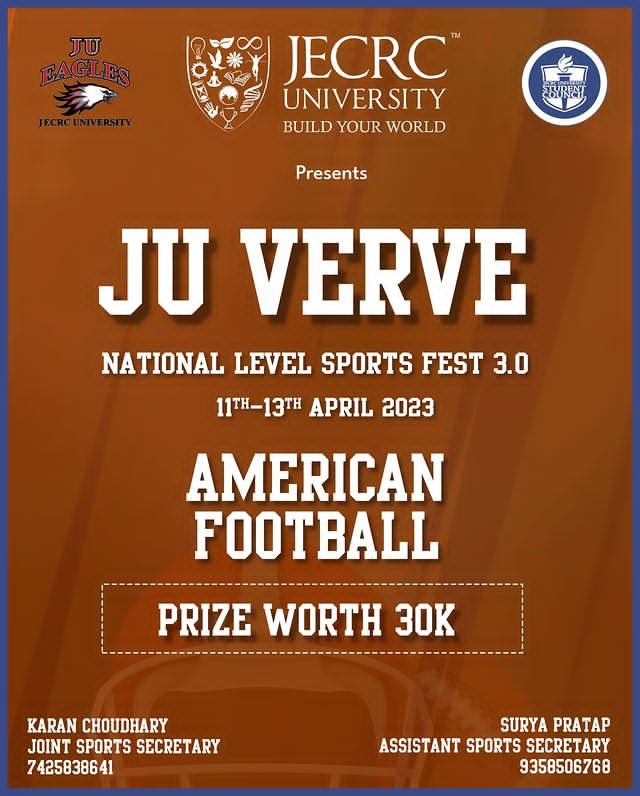 JU
EAGLES
JECRC UNIVERSITY
JECRC™
UNIVERSITY
BUILD YOUR WORLD
JECRC UNIVERSITY
STUDENT
COUNCIL
Presents
JU VERVE
NATIONAL LEVEL SPORTS FEST 3.0
11TH-13TH APRIL 2023
AMERICAN
FOOTBALL
PRIZE WORTH 30K
KARAN CHOUDHARY
JOINT SPORTS SECRETARY
7425838641
SURYA PRATAP
ASSISTANT SPORTS SECRETARY
9358506768